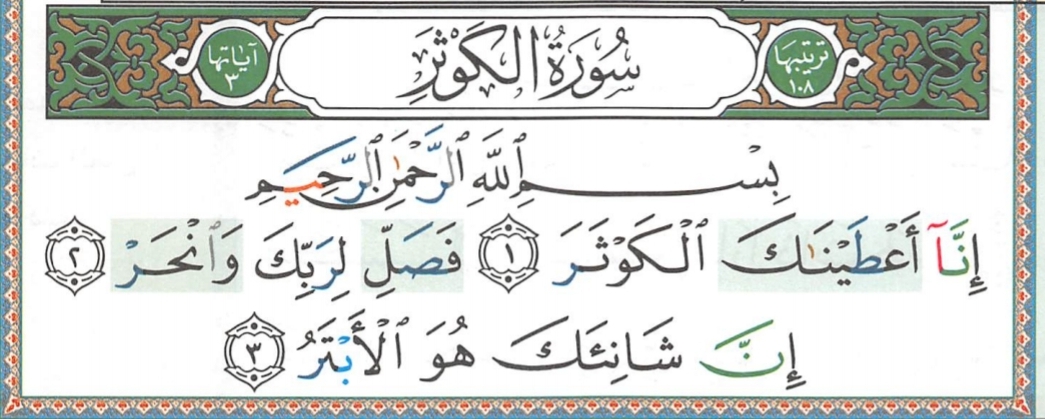 ترتيبها ١٠٨ سُورَةُ الكَوْثَرِ آياتها ٣
بِسْمِ ٱللَّهِ ٱلرَّحْمَٰنِ ٱلرَّحِيمِ
إِنَّآ أَعْطَيْنَـٰكَ ٱلْكَوْثَرَ ١ فَصَلِّ لِرَبِّكَ وَٱنْحَرْ ٢
إِنَّ شَانِئَكَ هُوَ ٱلْأَبْتَرُ ٣